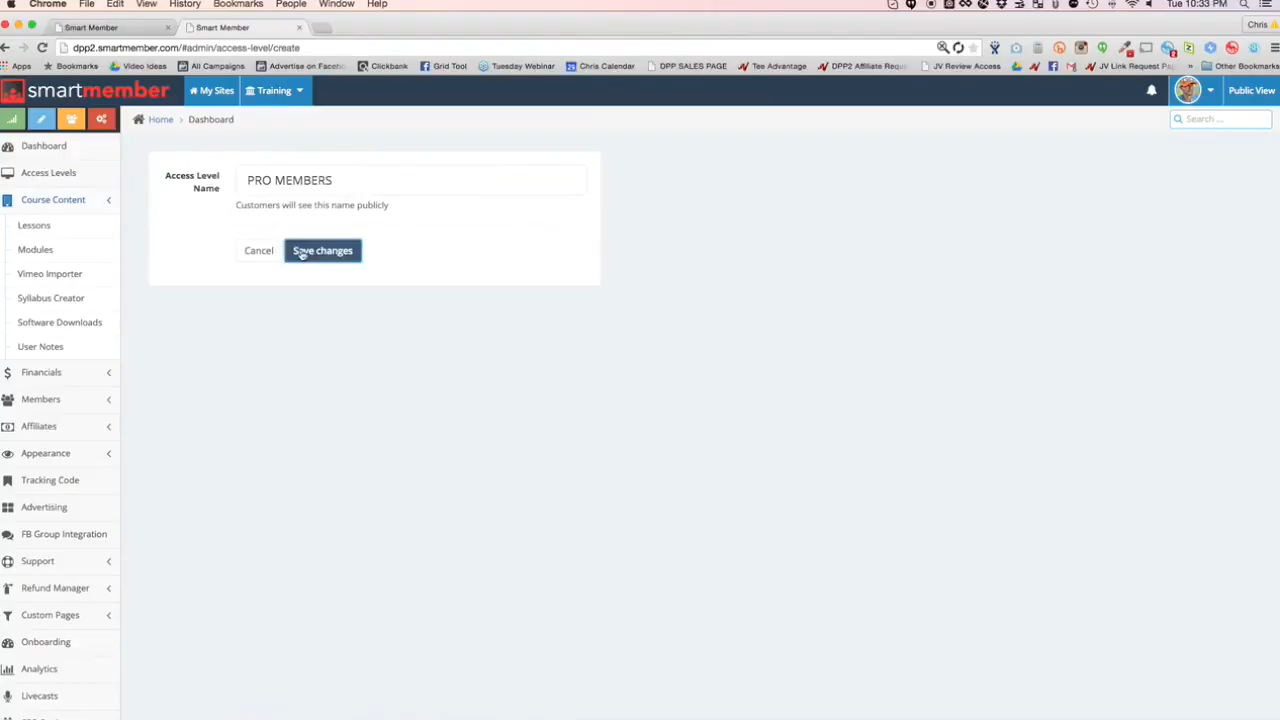 Chrome File Edit View History Bookmarks People Window Help Tue 10:33 PM
Smart Member Smart Member Chris
dpp2.smartmember.com/#admin/access-level/create
Apps Bookmarks Video Ideas All Campaigns Advertise on Faceb Clickbank Grid Tool Tuesday Webinar Chris Calendar DPP SALES PAGE Tee Advantage DPP2 Affiliate Requ JV Review Access JV Link Request Pa Other Bookmarks
smartmember My Sites Training Public View
Home > Dashboard Search ...
Dashboard
Access Levels
Course Content
Lessons
Modules
Vimeo Importer
Syllabus Creator
Software Downloads
User Notes
Financials
Members
Affiliates
Appearance
Tracking Code
Advertising
FB Group Integration
Support
Refund Manager
Custom Pages
Onboarding
Analytics
Livecasts
Access Level
Name
PRO MEMBERS
Customers will see this name publicly
Cancel Save changes